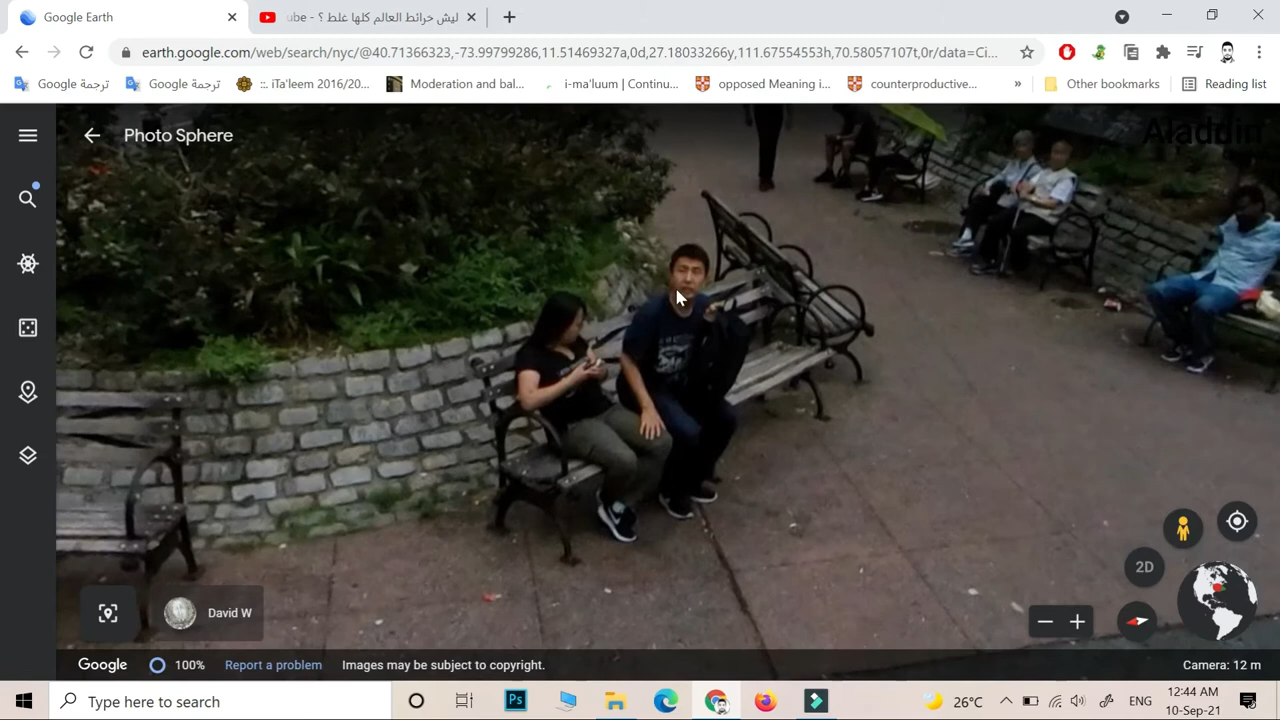 Google Earth
ليش خرائط العالم كلها غلط ؟ - ube
earth.google.com/web/search/nyc/@40.71366323,-73.99799286,11.51469327a,0d,27.18033266y,111.67554553h,70.58057107t,0r/data=Ci...
ترجمة Google
ترجمة Google
::. iTa'leem 2016/20...
Moderation and bal...
i-ma'luum | Continu...
opposed Meaning i...
counterproductive...
»
Other bookmarks
Reading list
Photo Sphere
Aladdin
David W
2D
Google
100%
Report a problem
Images may be subject to copyright.
Camera: 12 m
Type here to search
Ps
26°C
ENG
12:44 AM
10-Sep-21